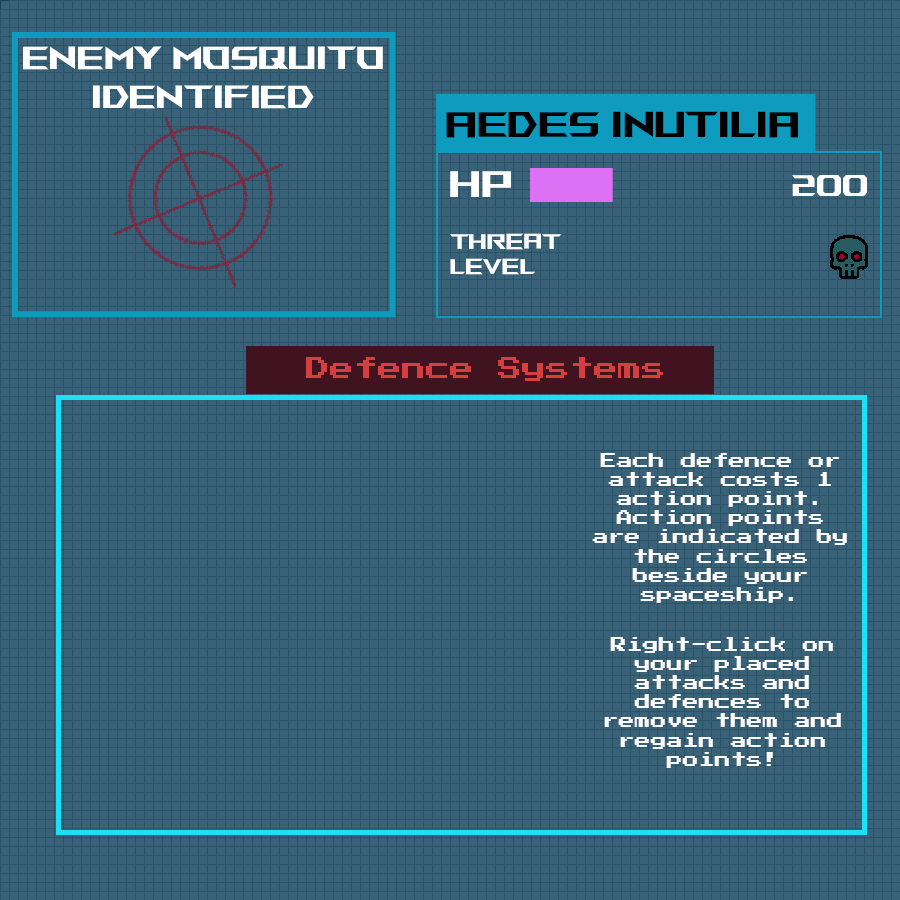 ENEMY MOSQUITO
IDENTIFIED
AEDES INUTILIA
HP 200
THREAT
LEVEL
Defence Systems
Each defence or
attack costs 1
action point.
Action points
are indicated by
the circles
beside your
spaceship.
Right-click on
your placed
attacks and
defences to
remove them and
regain action
points!